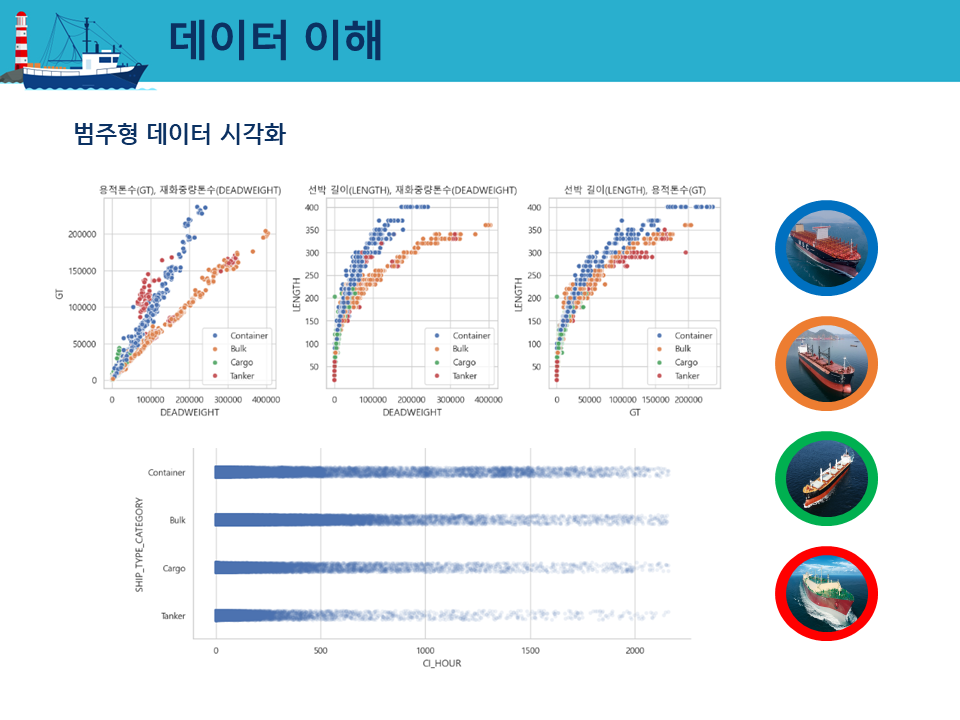 데이터 이해
범주형 데이터 시각화
용적톤수(GT), 재화중량톤수(DEADWEIGHT)
GT
200000
150000
100000
50000
0
Container
Bulk
Cargo
Tanker
0 100000 200000 300000 400000
DEADWEIGHT
선박 길이(LENGTH), 재화중량톤수(DEADWEIGHT)
LENGTH
400
350
300
250
200
150
100
50
Container
Bulk
Cargo
Tanker
0 100000 200000 300000 400000
DEADWEIGHT
선박 길이(LENGTH), 용적톤수(GT)
LENGTH
400
350
300
250
200
150
100
50
Container
Bulk
Cargo
Tanker
0 50000 100000 150000 200000
GT
SHIP_TYPE_CATEGORY
Container
Bulk
Cargo
Tanker
0 500 1000 1500 2000
CI_HOUR